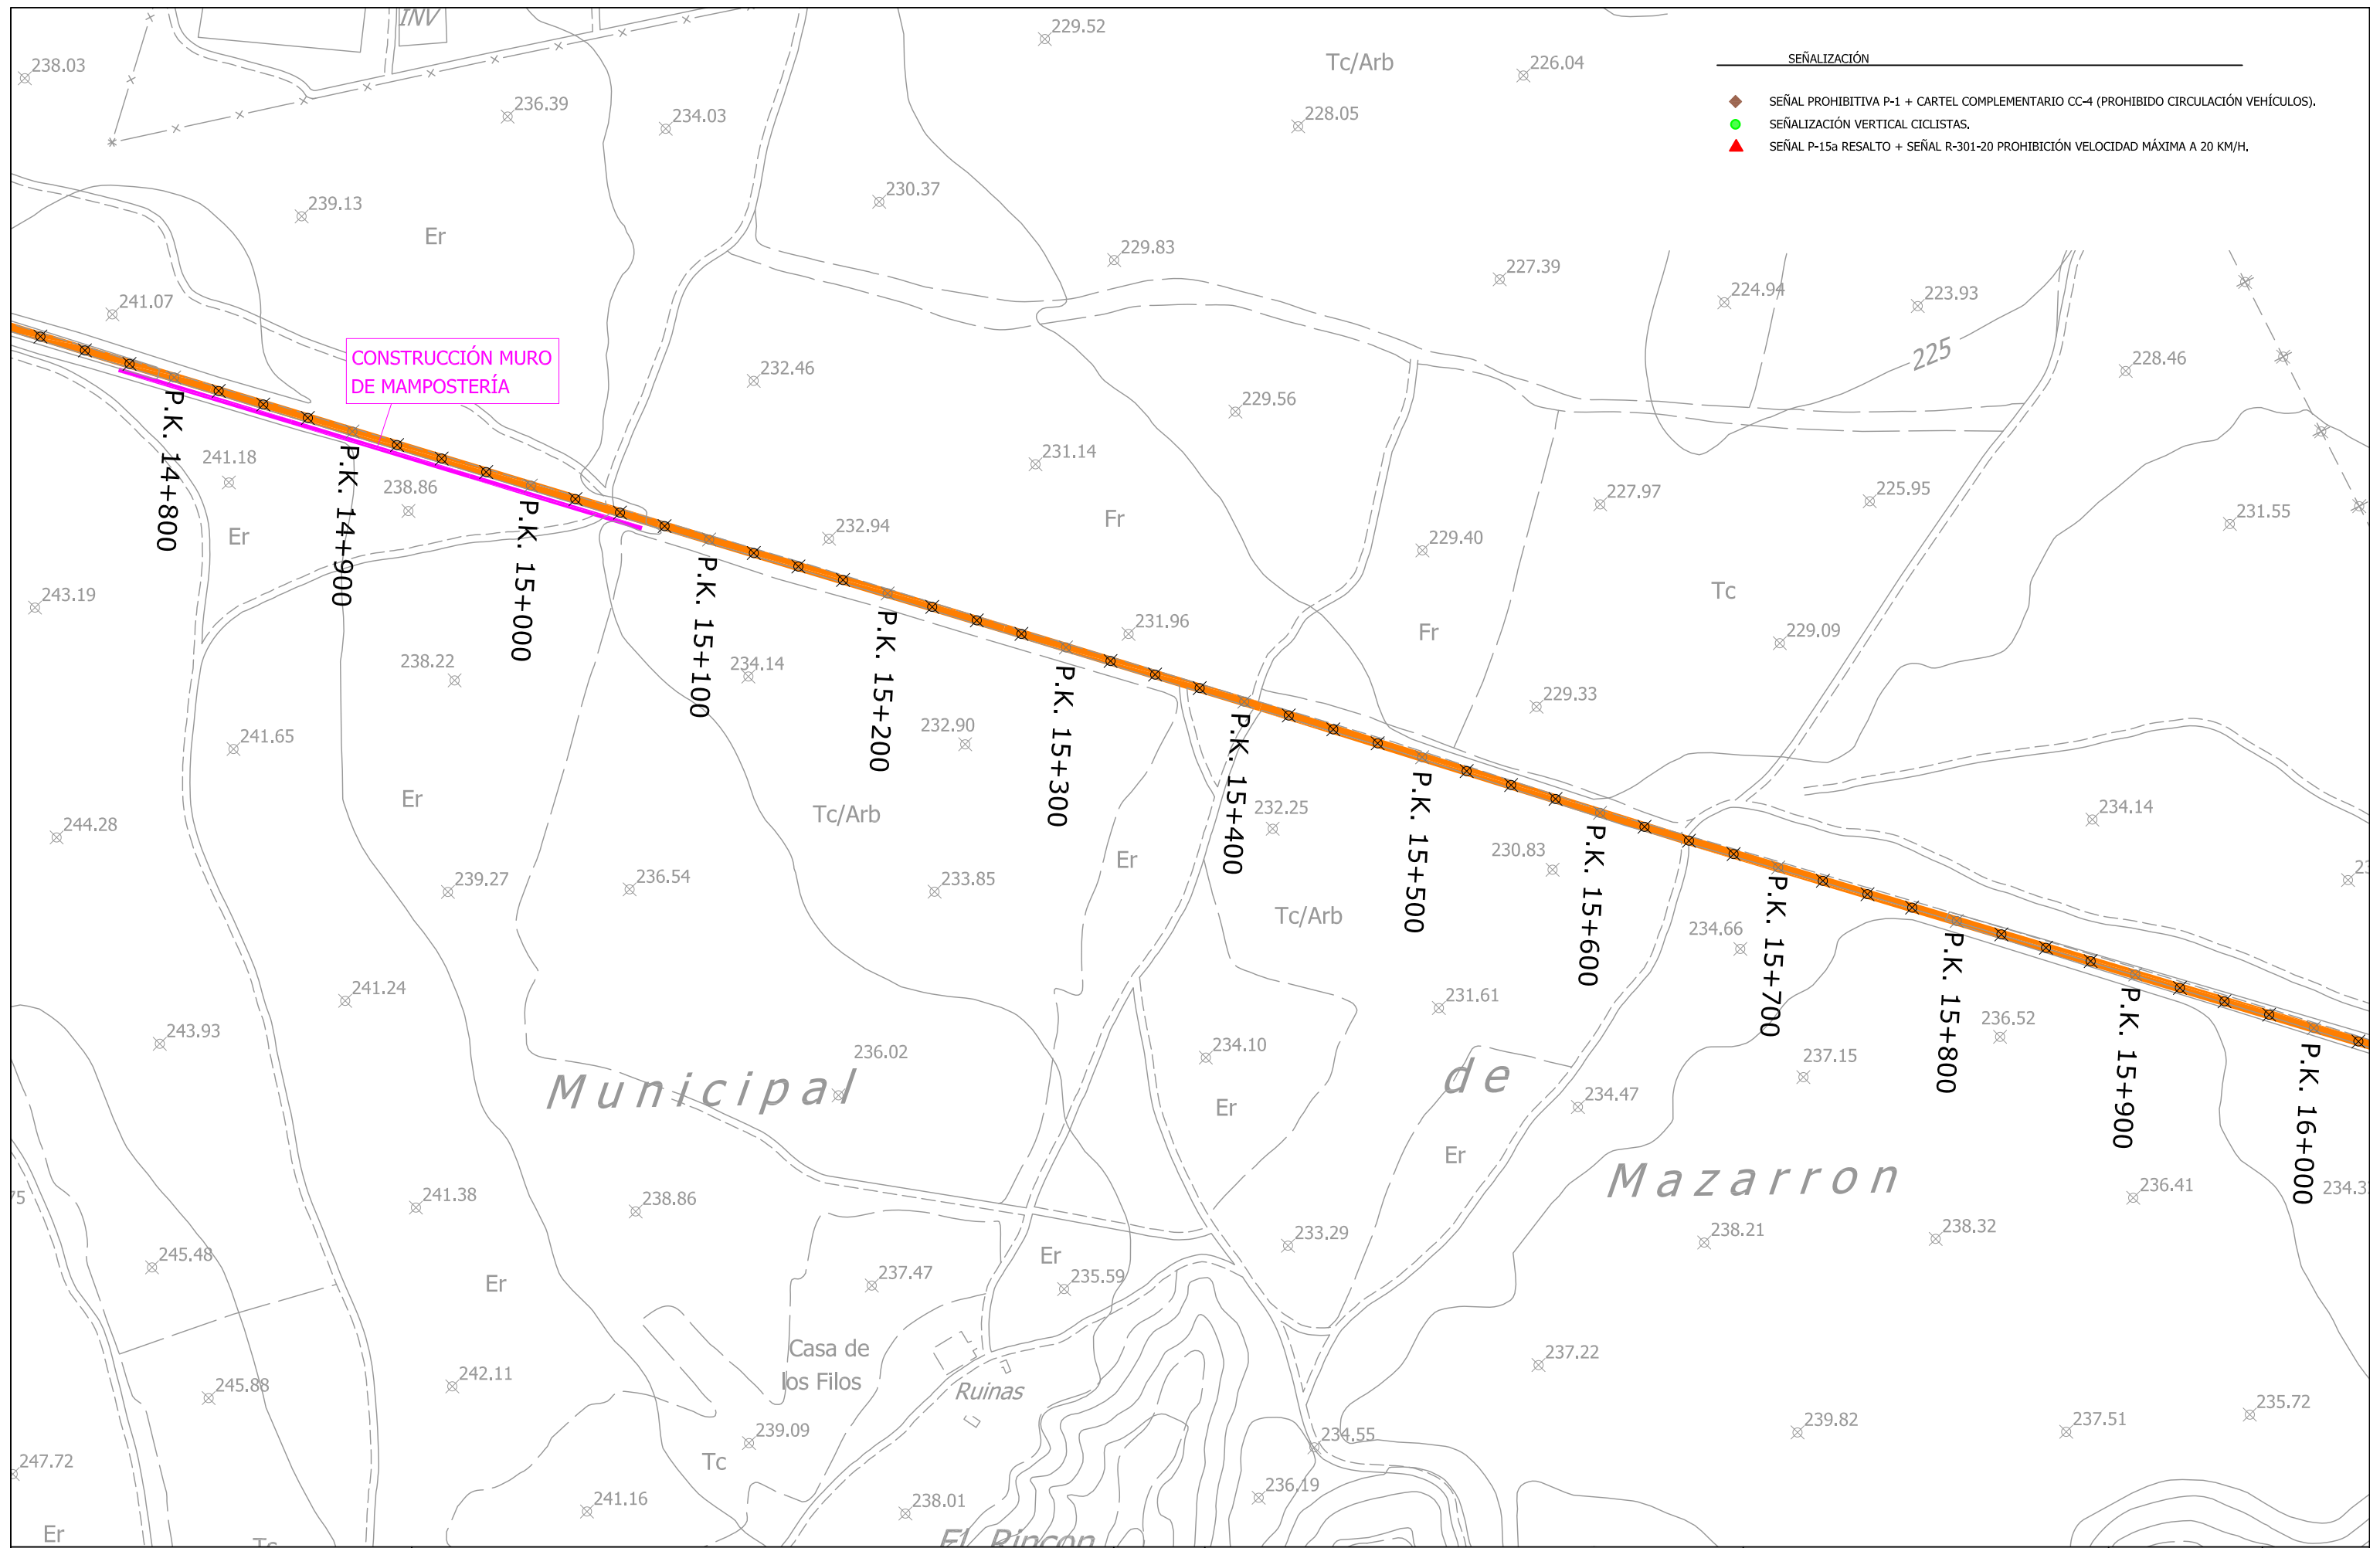 INV
229.52
238.03
Tc/Arb
226.04
SEÑALIZACIÓN
SEÑAL PROHIBITIVA P-1 + CARTEL COMPLEMENTARIO CC-4 (PROHIBIDO CIRCULACIÓN VEHÍCULOS).
SEÑALIZACIÓN VERTICAL CICLISTAS.
SEÑAL P-15a RESALTO + SEÑAL R-301-20 PROHIBICIÓN VELOCIDAD MÁXIMA A 20 KM/H.
236.39
234.03
228.05
230.37
239.13
Er
229.83
227.39
241.07
224.94
223.93
225
CONSTRUCCIÓN MURO
DE MAMPOSTERÍA
232.46
228.46
229.56
241.18
238.86
231.14
227.97
225.95
231.55
Er
232.94
Fr
229.40
Tc
243.19
P.K. 14+800
P.K. 14+900
P.K. 15+000
P.K. 15+100
P.K. 15+200
P.K. 15+300
P.K. 15+400
P.K. 15+500
P.K. 15+600
P.K. 15+700
P.K. 15+800
P.K. 15+900
P.K. 16+000
231.96
Fr
229.09
238.22
234.14
229.33
241.65
232.90
Er
Tc/Arb
232.25
234.14
244.28
230.83
Er
239.27
236.54
233.85
Tc/Arb
234.66
241.24
231.61
236.52
243.93
236.02
234.10
237.15
Municipal
de
Er
234.47
Er
Mazarron
241.38
238.86
236.41
234.3
75
233.29
238.21
238.32
245.48
Er
237.47
Er
235.59
Casa de
los Filos
Ruinas
237.22
245.88
242.11
235.72
239.09
234.55
239.82
237.51
247.72
Tc
241.16
238.01
236.19
Er
El Rincon